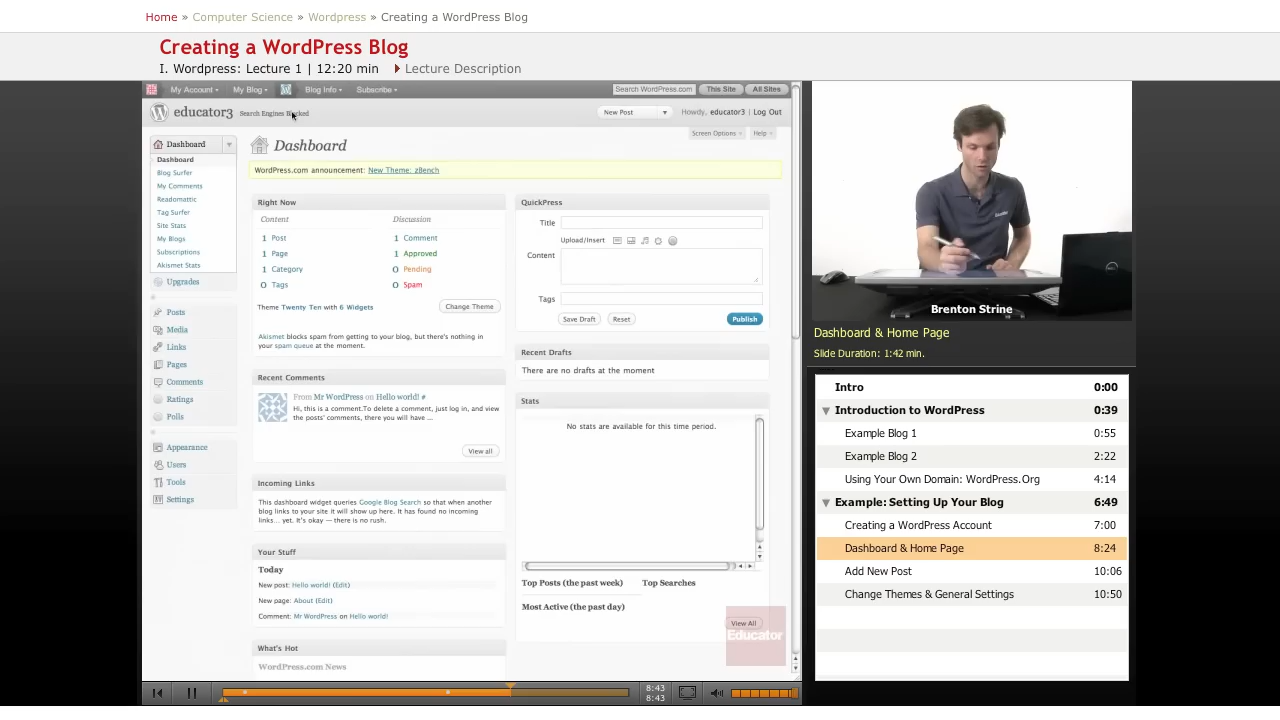 Home » Computer Science » Wordpress » Creating a WordPress Blog
Creating a WordPress Blog
I. Wordpress: Lecture 1 | 12:20 min Lecture Description
My Account My Blog Blog Info Subscribe Search WordPress.com This Site All Sites
educator3 Search Engines Blocked New Post Howdy, educator3 | Log Out
Screen Options Help
Dashboard
Dashboard
Blog Surfer
My Comments
Readomattic
Tag Surfer
Site Stats
My Blogs
Subscriptions
Akismet Stats
Upgrades
Posts
Media
Links
Pages
Comments
Ratings
Polls
Appearance
Users
Tools
Settings
Dashboard
WordPress.com announcement: New Theme: zBench
Right Now
Content Discussion
1 Post 1 Comment
1 Page 1 Approved
1 Category 0 Pending
0 Tags 0 Spam
Theme Twenty Ten with 6 Widgets Change Theme
Akismet blocks spam from getting to your blog, but there's nothing in
your spam queue at the moment.
Recent Comments
From Mr WordPress on Hello world! #
Hi, this is a comment.To delete a comment, just log in, and view
the posts' comments, there you will have ...
View all
Incoming Links
This dashboard widget queries Google Blog Search so that when another
blog links to your site it will show up here. It has found no incoming
links... yet. It's okay — there is no rush.
Your Stuff
Today
New post: Hello world! (Edit)
New page: About (Edit)
Comment: Mr WordPress on Hello world!
What's Hot
WordPress.com News
QuickPress
Title
Upload/Insert
Content
Tags
Save Draft Reset Publish
Recent Drafts
There are no drafts at the moment
Stats
No stats are available for this time period.
Top Posts (the past week) Top Searches
Most Active (the past day)
View All
Educator
8:43
8:43
Brenton Strine
Dashboard & Home Page
Slide Duration: 1:42 min.
Intro 0:00
Introduction to WordPress 0:39
Example Blog 1 0:55
Example Blog 2 2:22
Using Your Own Domain: WordPress.Org 4:14
Example: Setting Up Your Blog 6:49
Creating a WordPress Account 7:00
Dashboard & Home Page 8:24
Add New Post 10:06
Change Themes & General Settings 10:50